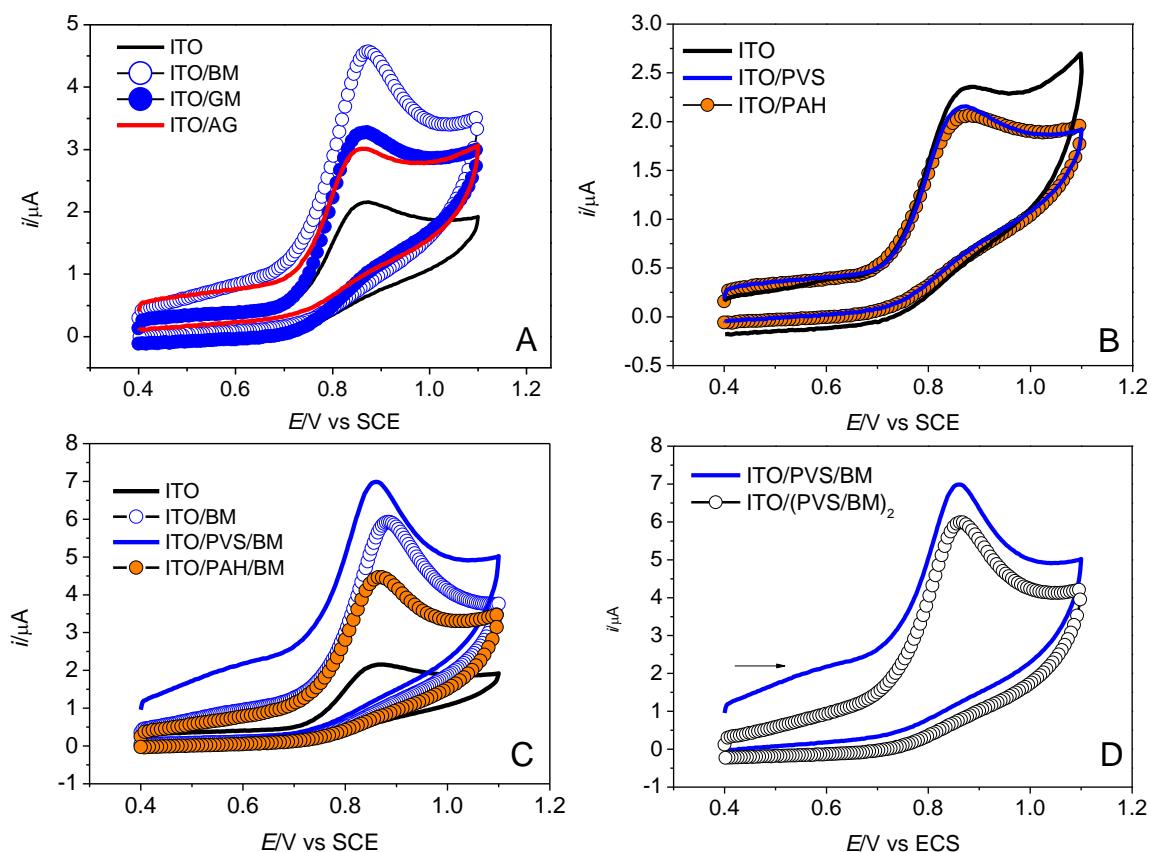 5
4
3
2
1
0
i/μA
ITO
ITO/BM
ITO/GM
ITO/AG
A
0.4
0.6
0.8
1.0
1.2
E/V vs SCE
3.0
2.5
2.0
1.5
1.0
0.5
0.0
-0.5
i/μA
ITO
ITO/PVS
ITO/PAH
B
0.4
0.6
0.8
1.0
1.2
E/V vs SCE
8
7
6
5
4
3
2
1
0
-1
i/μA
ITO
ITO/BM
ITO/PVS/BM
ITO/PAH/BM
C
0.4
0.6
0.8
1.0
1.2
E/V vs SCE
8
7
6
5
4
3
2
1
0
-1
i/μA
ITO/PVS/BM
ITO/(PVS/BM)₂
D
0.4
0.6
0.8
1.0
1.2
E/V vs ECS